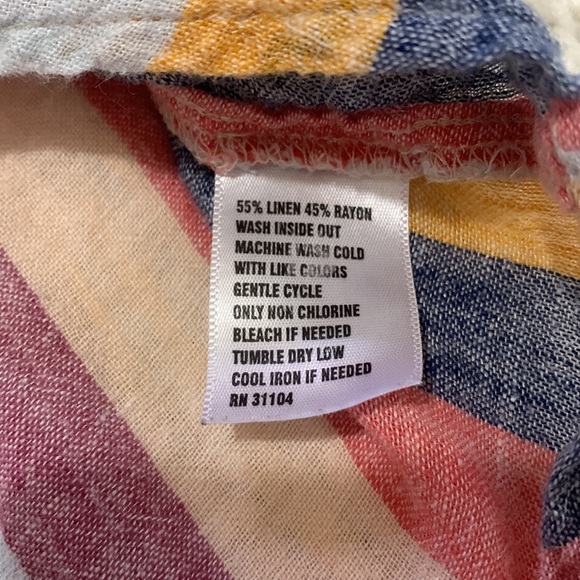 55% LINEN 45% RAYON
WASH INSIDE OUT
MACHINE WASH COLD
WITH LIKE COLORS
GENTLE CYCLE
ONLY NON CHLORINE
BLEACH IF NEEDED
TUMBLE DRY LOW
COOL IRON IF NEEDED
RN 31104